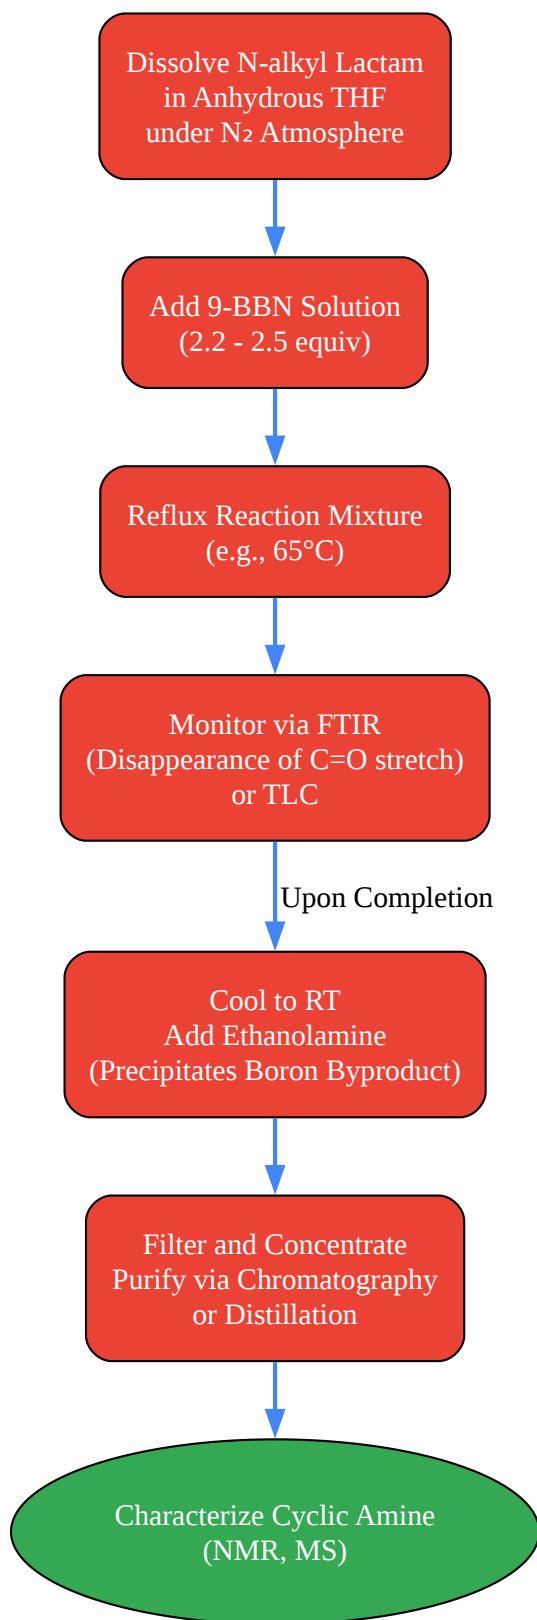 Dissolve N-alkyl Lactam
in Anhydrous THF
under N₂ Atmosphere
Add 9-BBN Solution
(2.2 - 2.5 equiv)
Reflux Reaction Mixture
(e.g., 65°C)
Monitor via FTIR
(Disappearance of C=O stretch)
or TLC
Upon Completion
Cool to RT
Add Ethanolamine
(Precipitates Boron Byproduct)
Filter and Concentrate
Purify via Chromatography
or Distillation
Characterize Cyclic Amine
(NMR, MS)